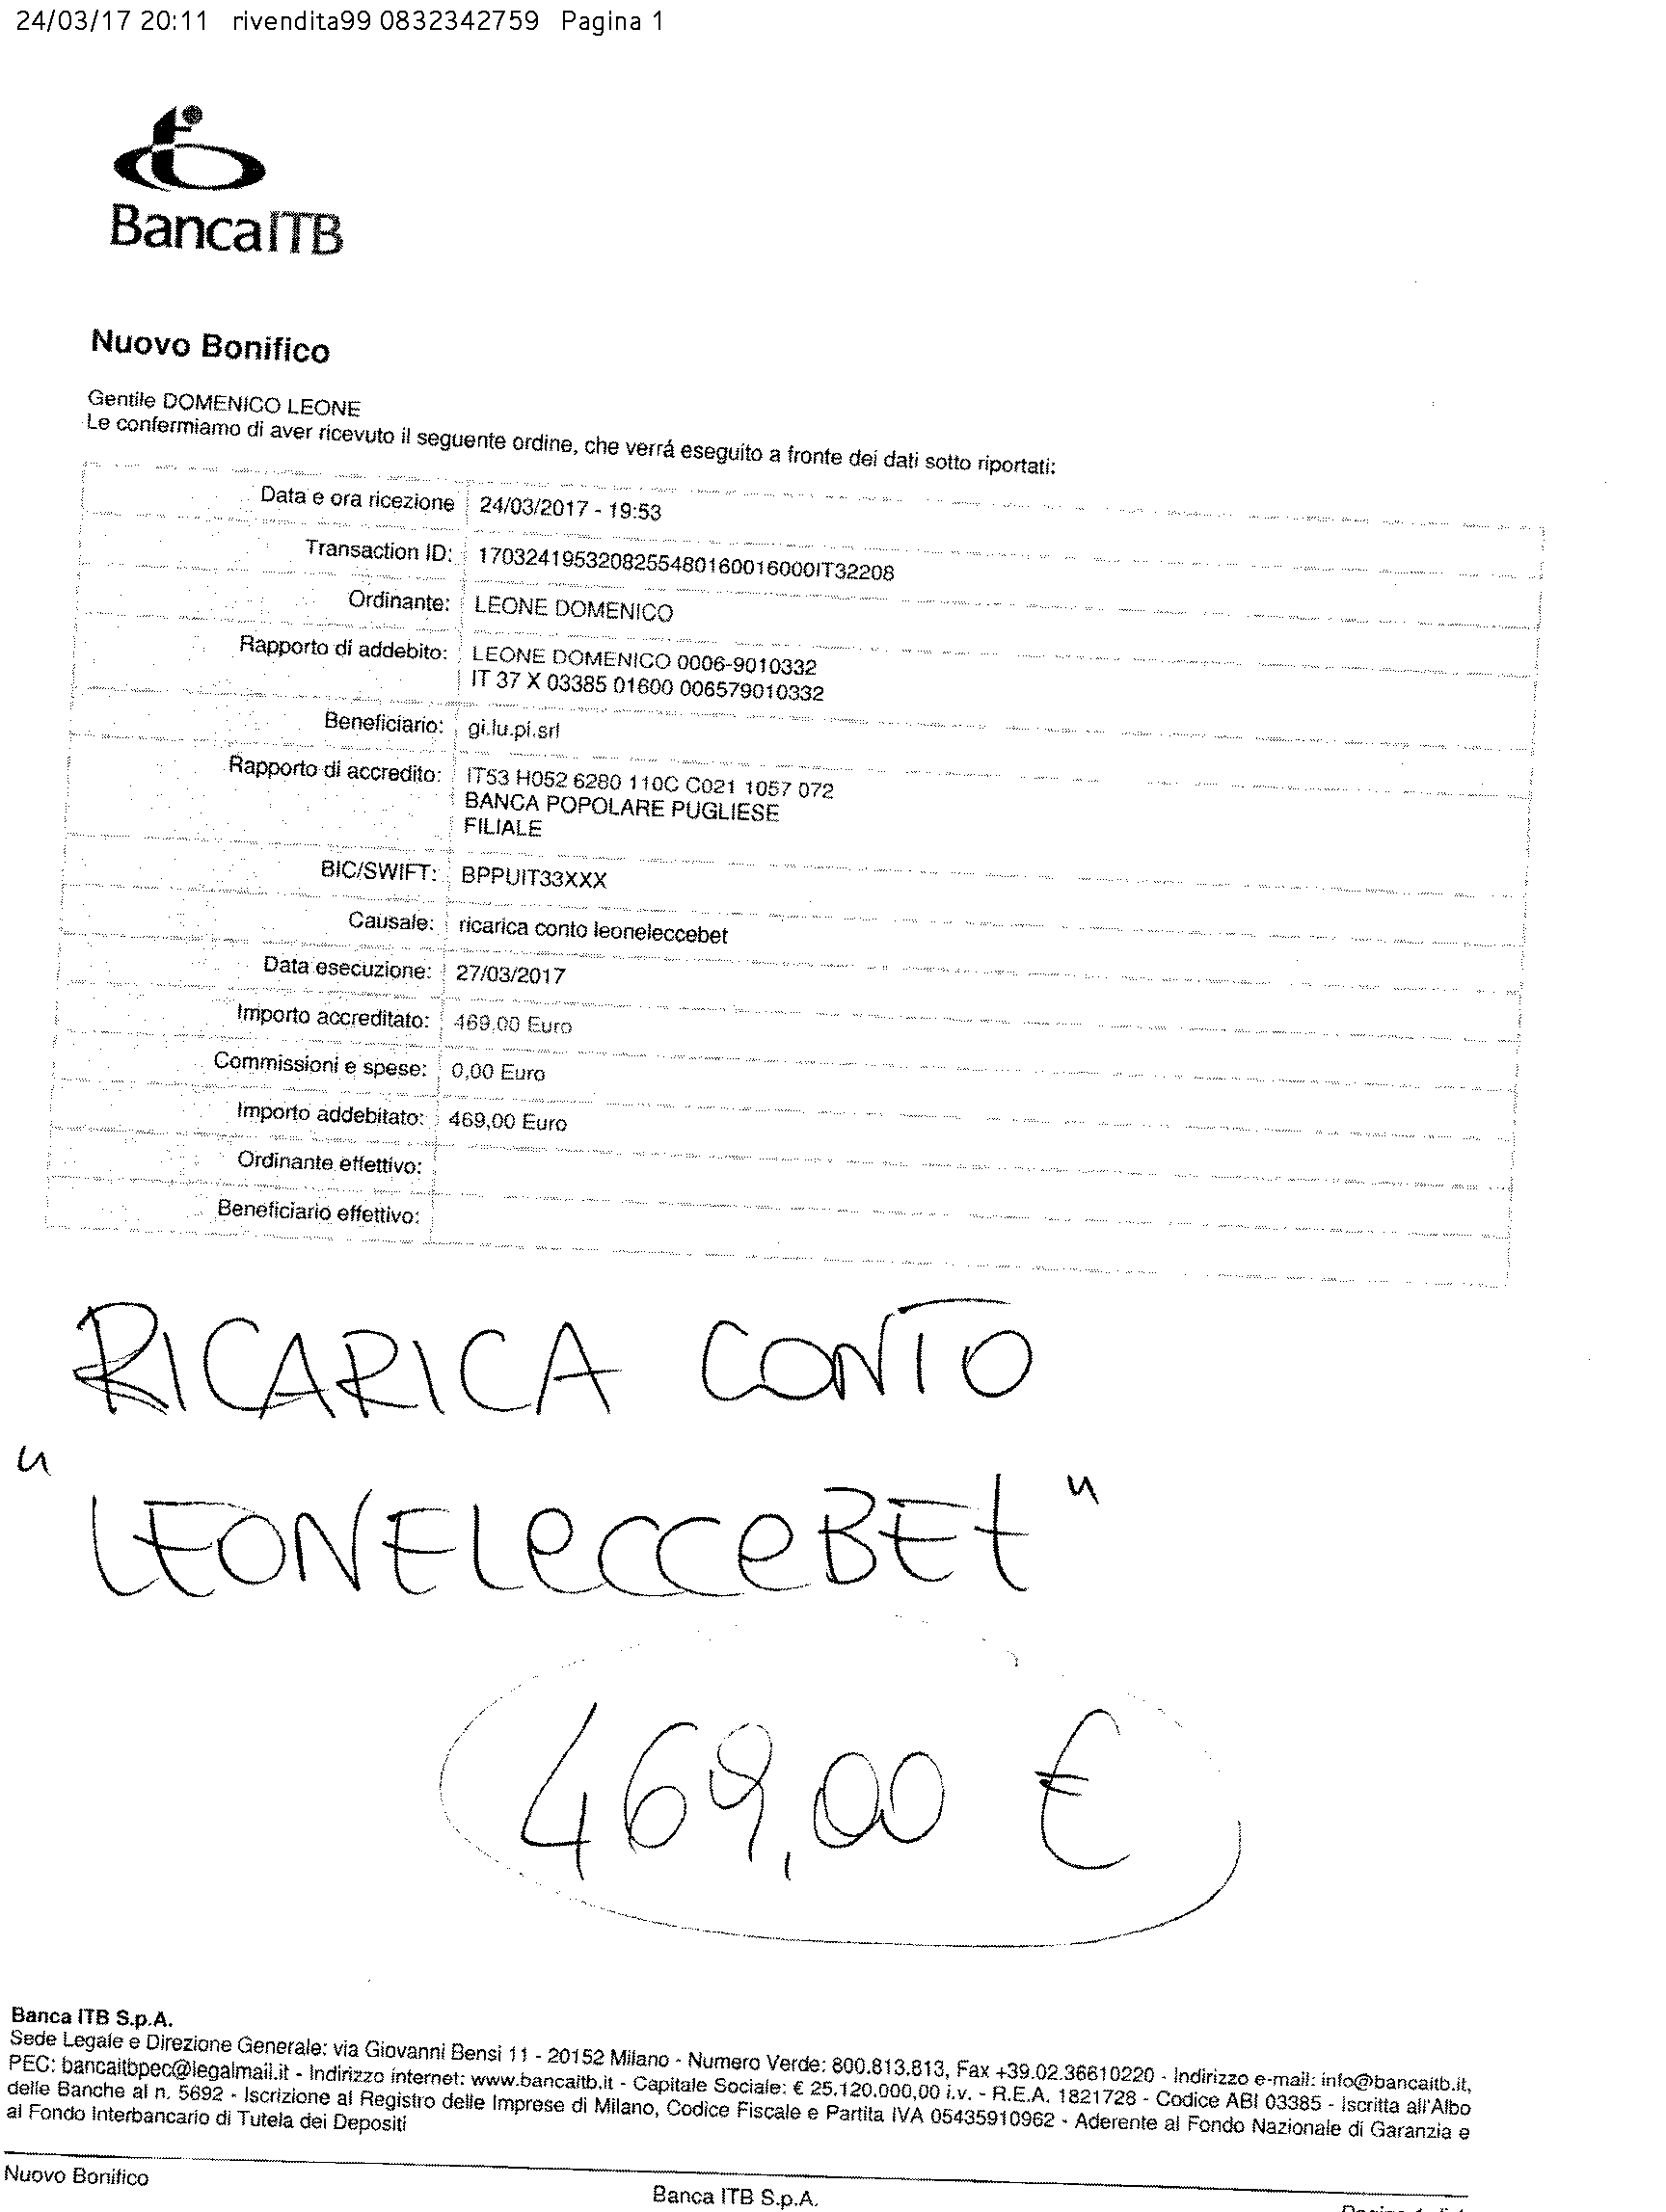 24/03/17 20:11 rivendita99 0832342759 Pagina 1
BancaITB
Nuovo Bonifico
Gentile DOMENICO LEONE
Le confermiamo di aver ricevuto il seguente ordine, che verrá eseguito a fronte dei dati sotto riportati:
Data e ora ricezione 24/03/2017 - 19:53
Transaction ID: 1703241953208255480160016000IT32208
Ordinante: LEONE DOMENICO
Rapporto di addebito: LEONE DOMENICO 0006-9010332
IT 37 X 03385 01600 006579010332
Beneficiario: gi.lu.pi.srl
Rapporto di accredito: IT53 H052 6280 110C C021 1057 072
BANCA POPOLARE PUGLIESE
FILIALE
BIC/SWIFT: BPPUIT33XXX
Causale: ricarica conto leoneleccebet
Data esecuzione: 27/03/2017
Importo accreditato: 469,00 Euro
Commissioni e spese: 0,00 Euro
Importo addebitato: 469,00 Euro
Ordinante effettivo:
Beneficiario effettivo:
RICARICA CONTO
"LEONELecceBEt"
469,00 €
Banca ITB S.p.A.
Sede Legale e Direzione Generale: via Giovanni Bensi 11 - 20152 Milano - Numero Verde: 800.813.813, Fax +39.02.36610220 - Indirizzo e-mail: info@bancaitb.it,
PEC: bancaitbpec@legalmail.it - Indirizzo internet: www.bancaitb.it - Capitale Sociale: € 25.120.000,00 i.v. - R.E.A. 1821728 - Codice ABI 03385 - Iscritta all'Albo
delle Banche al n. 5692 - Iscrizione al Registro delle Imprese di Milano, Codice Fiscale e Partita IVA 05435910962 - Aderente al Fondo Nazionale di Garanzia e
al Fondo Interbancario di Tutela dei Depositi
Nuovo Bonifico
Banca ITB S.p.A.